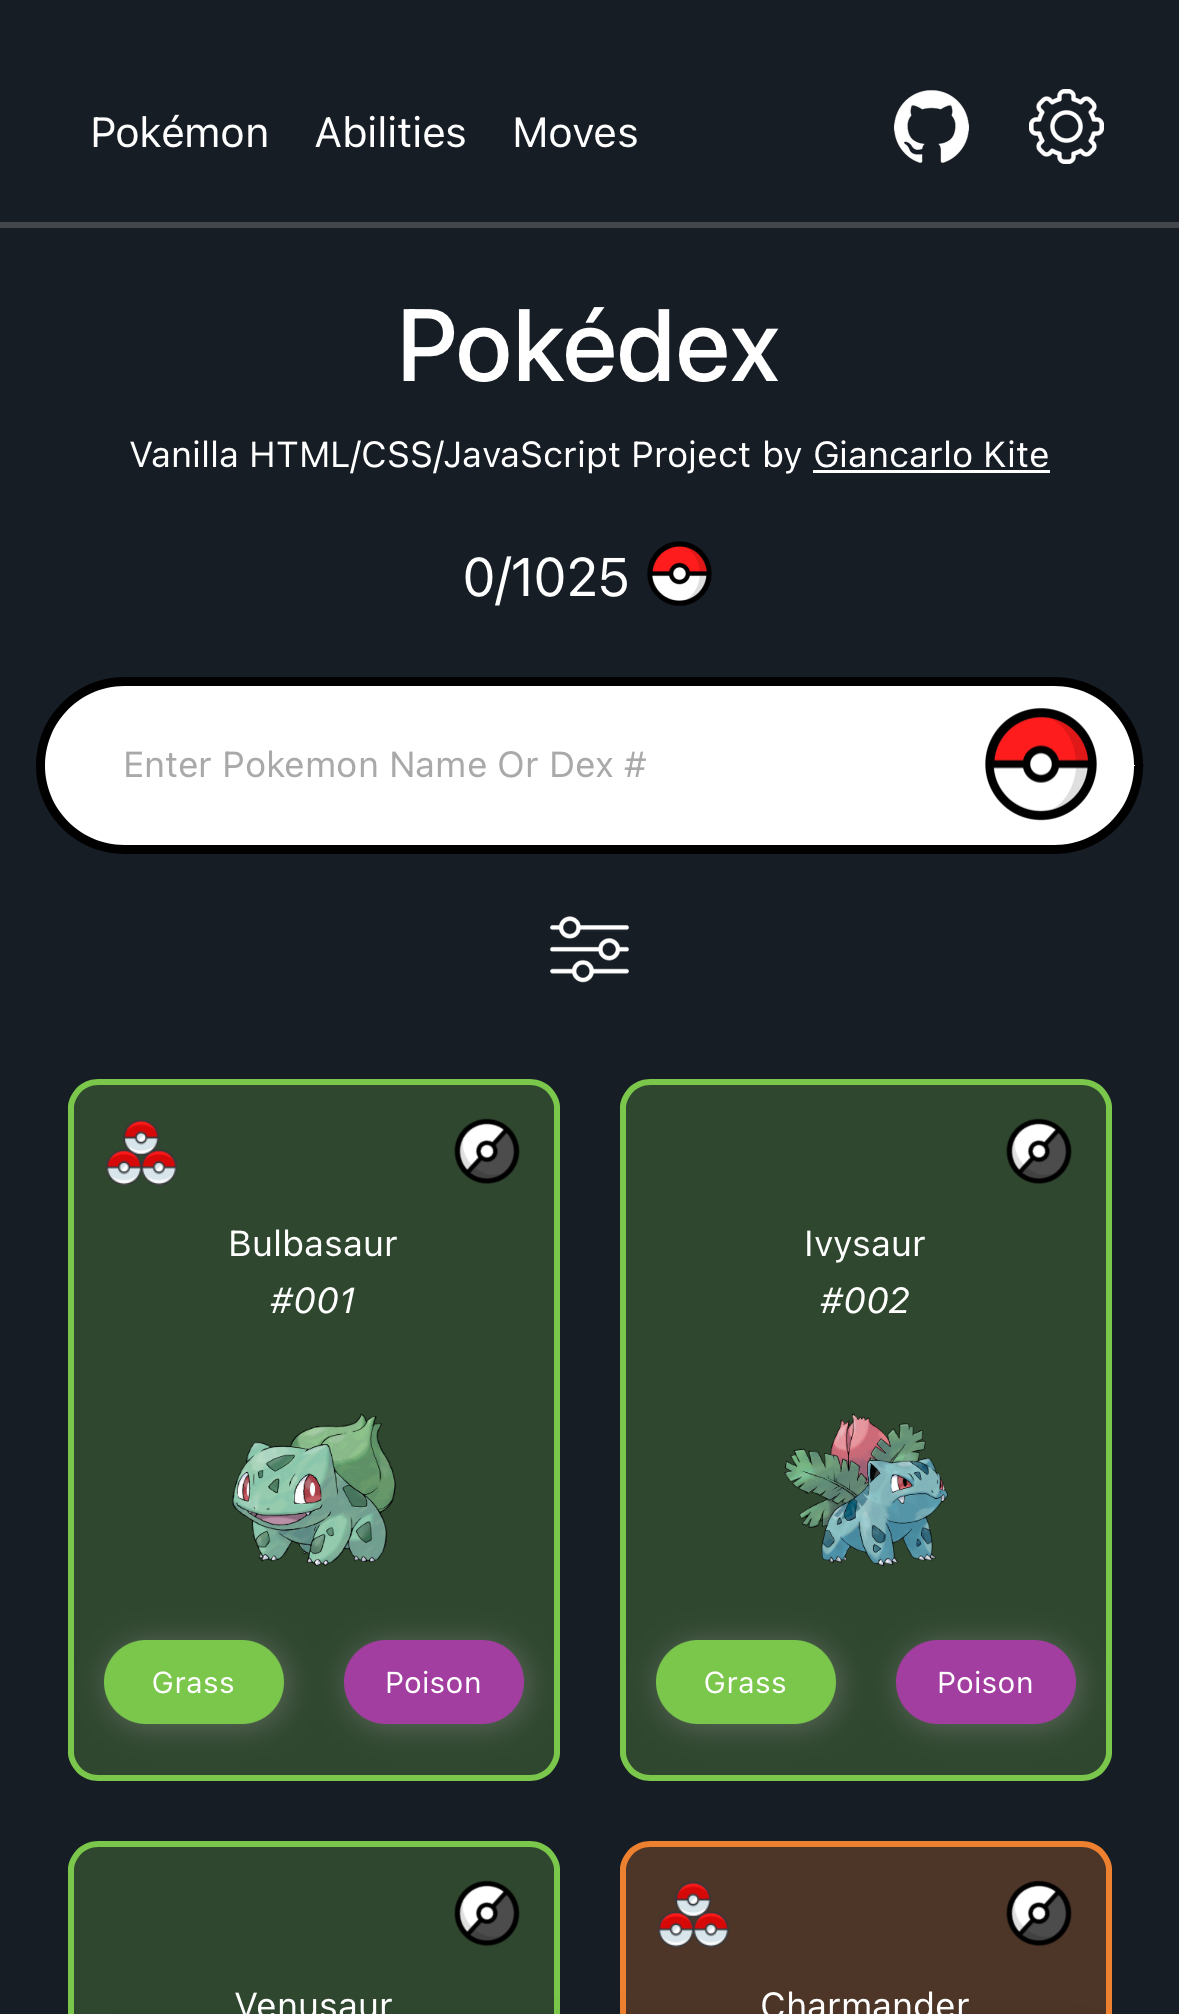 Pokémon Abilities Moves
Pokédex
Vanilla HTML/CSS/JavaScript Project by Giancarlo Kite
0/1025
Enter Pokemon Name Or Dex #
Bulbasaur
#001
Grass Poison
Ivysaur
#002
Grass Poison
Venusaur
Charmander